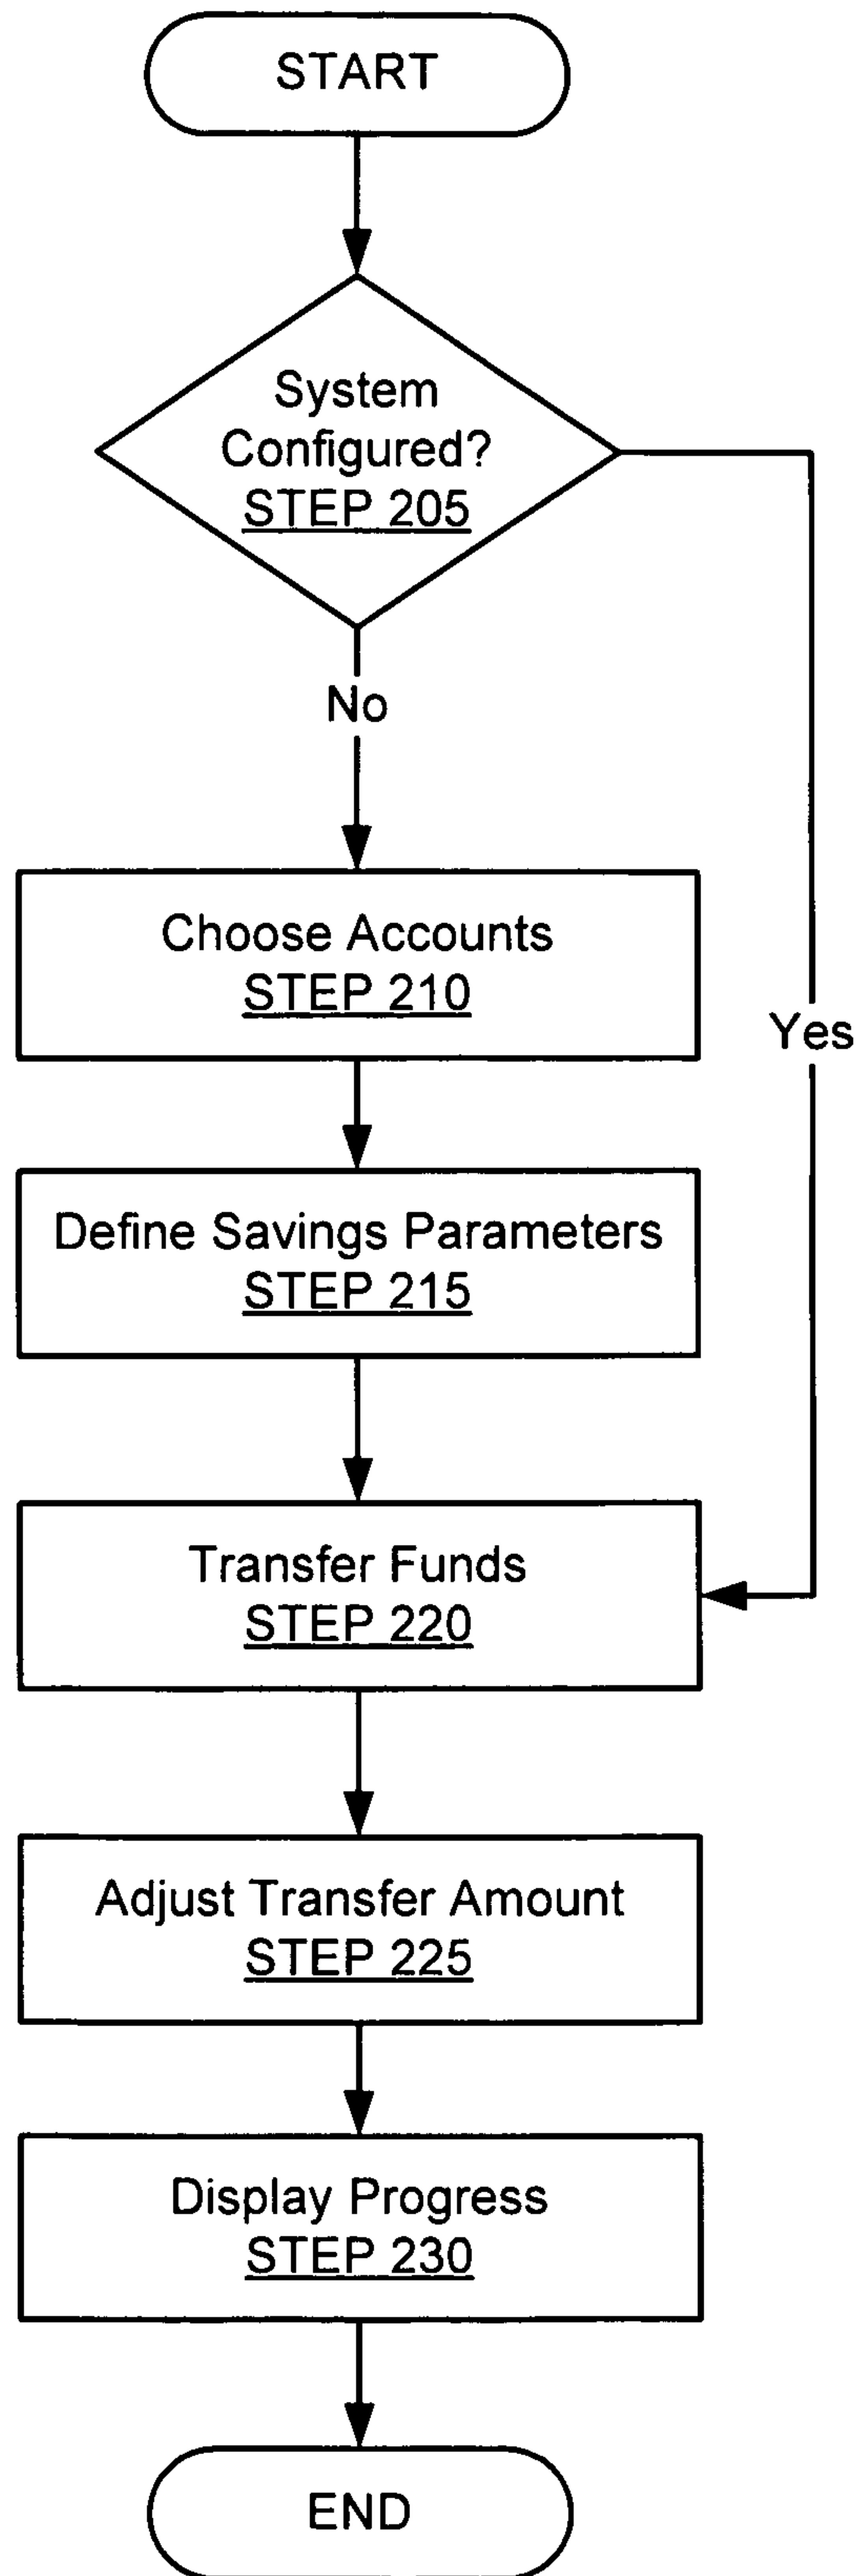 START
System
Configured?
STEP 205
No
Choose Accounts
STEP 210
Yes
Define Savings Parameters
STEP 215
Transfer Funds
STEP 220
Adjust Transfer Amount
STEP 225
Display Progress
STEP 230
END